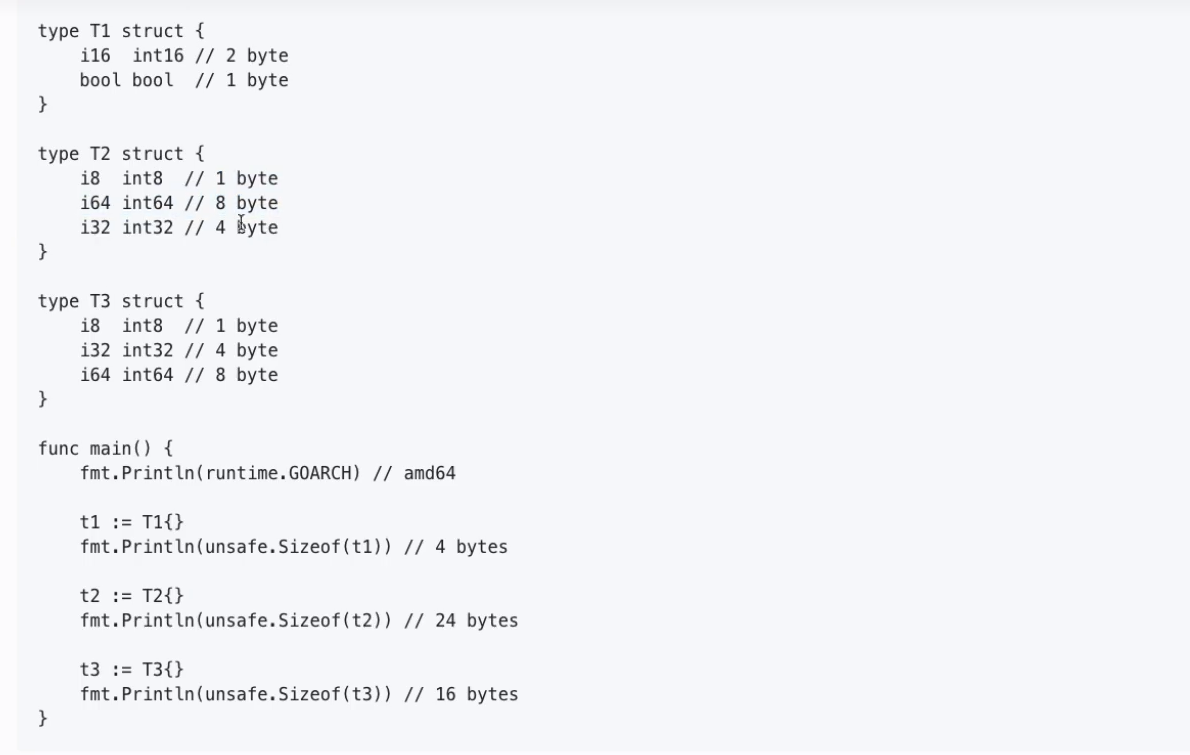 type T1 struct {
    i16  int16 // 2 byte
    bool bool  // 1 byte
}

type T2 struct {
    i8  int8  // 1 byte
    i64 int64 // 8 byte
    i32 int32 // 4 byte
}

type T3 struct {
    i8  int8  // 1 byte
    i32 int32 // 4 byte
    i64 int64 // 8 byte
}

func main() {
    fmt.Println(runtime.GOARCH) // amd64

    t1 := T1{}
    fmt.Println(unsafe.Sizeof(t1)) // 4 bytes

    t2 := T2{}
    fmt.Println(unsafe.Sizeof(t2)) // 24 bytes

    t3 := T3{}
    fmt.Println(unsafe.Sizeof(t3)) // 16 bytes
}